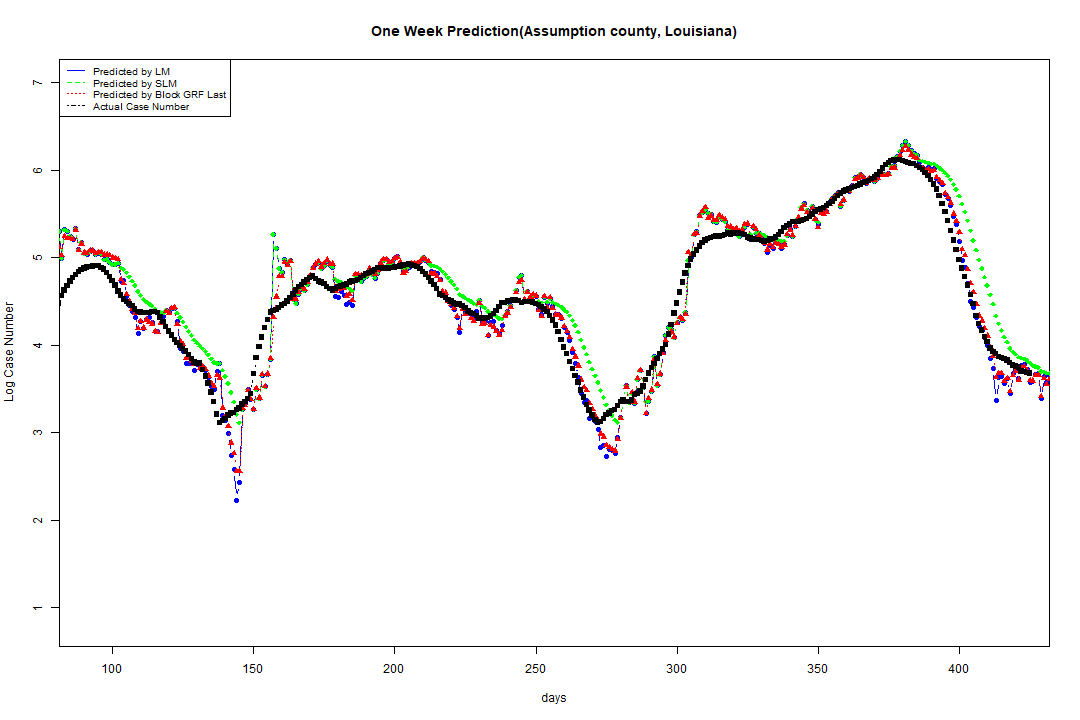 One Week Prediction(Assumption county, Louisiana)
Predicted by LM
Predicted by SLM
Predicted by Block GRF Last
Actual Case Number
Log Case Number
7
6
5
4
3
2
1
100 150 200 250 300 350 400
days